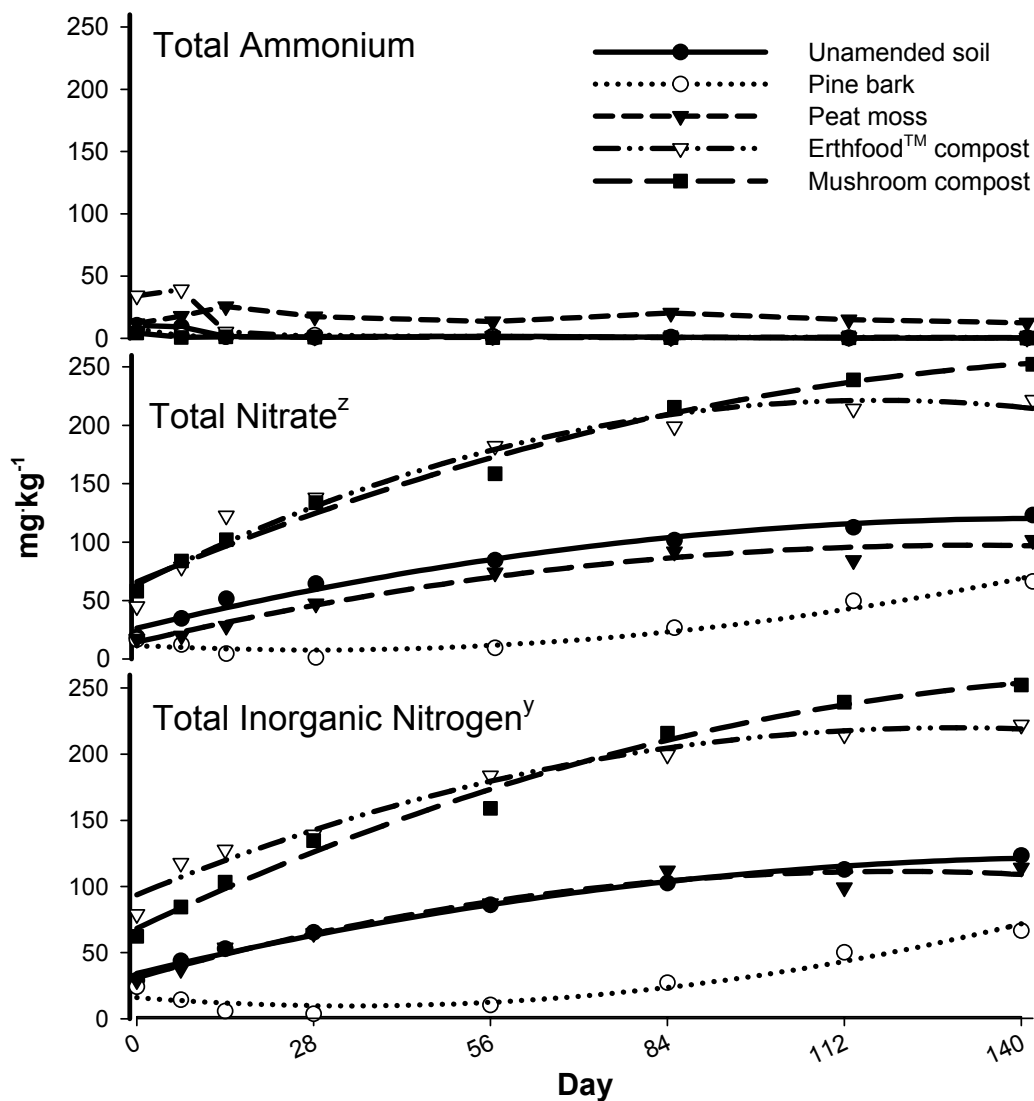 Total Ammonium
250
200
150
100
50
0
Unamended soil
Pine bark
Peat moss
Erthfood™ compost
Mushroom compost
Total Nitrateᶻ
250
200
150
100
50
0
mg·kg⁻¹
Total Inorganic Nitrogenʸ
250
200
150
100
50
0
0 28 56 84 112 140
Day